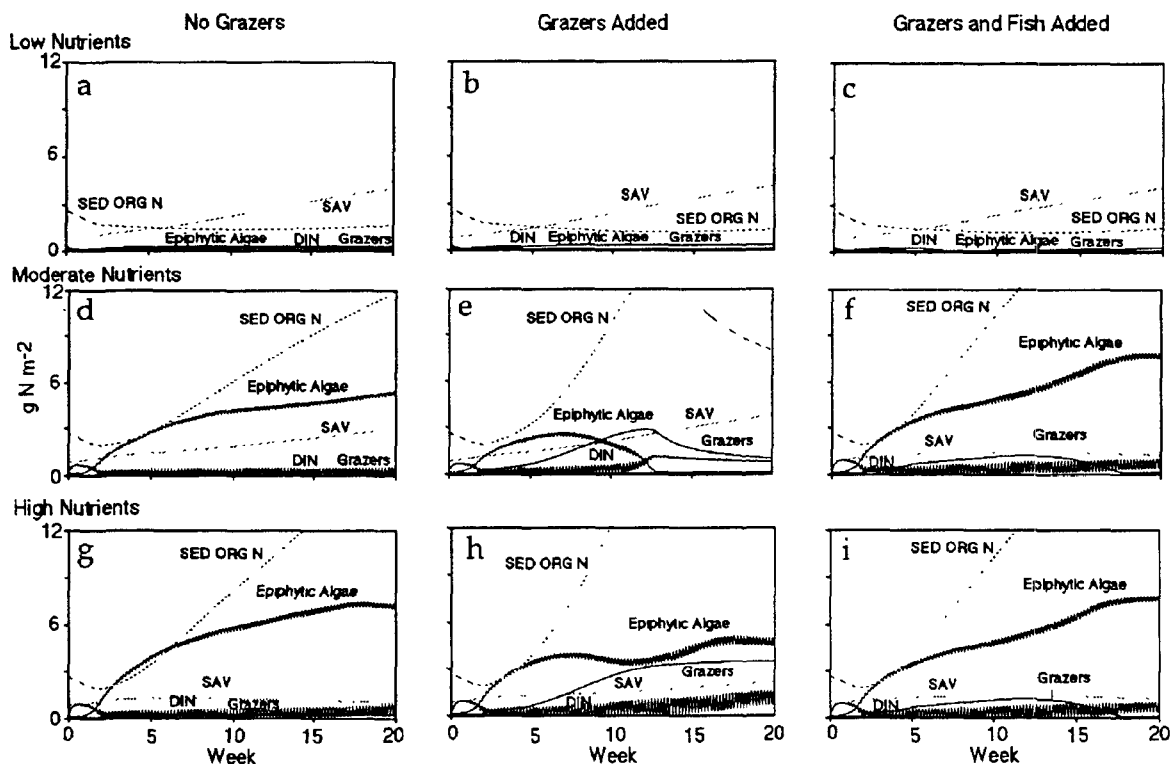 No Grazers
Grazers Added
Grazers and Fish Added
Low Nutrients
12
6
0
a
SED ORG N
SAV
Epiphytic Algae DIN Grazers
b
SAV
SED ORG N
DIN Epiphytic Algae Grazers
c
SAV
SED ORG N
DIN Epiphytic Algae Grazers
Moderate Nutrients
12
6
0
g N m-2
d
SED ORG N
Epiphytic Algae
SAV
DIN Grazers
e
SED ORG N
Epiphytic Algae
SAV
Grazers
DIN
f
SED ORG N
Epiphytic Algae
SAV
Grazers
DIN
High Nutrients
12
6
0
g
SED ORG N
Epiphytic Algae
SAV
DIN Grazers
0 5 10 15 20
Week
h
SED ORG N
Epiphytic Algae
Grazers
SAV
DIN
0 5 10 15 20
Week
i
SED ORG N
Epiphytic Algae
SAV Grazers
DIN
0 5 10 15 20
Week